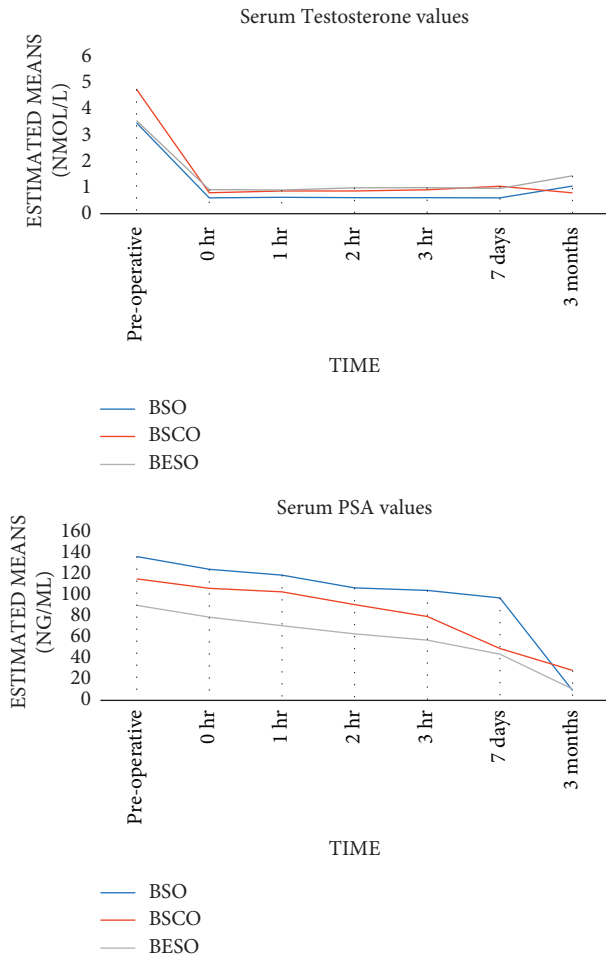 Serum Testosterone values
ESTIMATED MEANS
(NMOL/L)
6
5
4
3
2
1
0
Pre-operative
0 hr
1 hr
2 hr
3 hr
7 days
3 months
TIME
BSO
BSCO
BESO
Serum PSA values
ESTIMATED MEANS
(NG/ML)
160
140
120
100
80
60
40
20
0
Pre-operative
0 hr
1 hr
2 hr
3 hr
7 days
3 months
TIME
BSO
BSCO
BESO